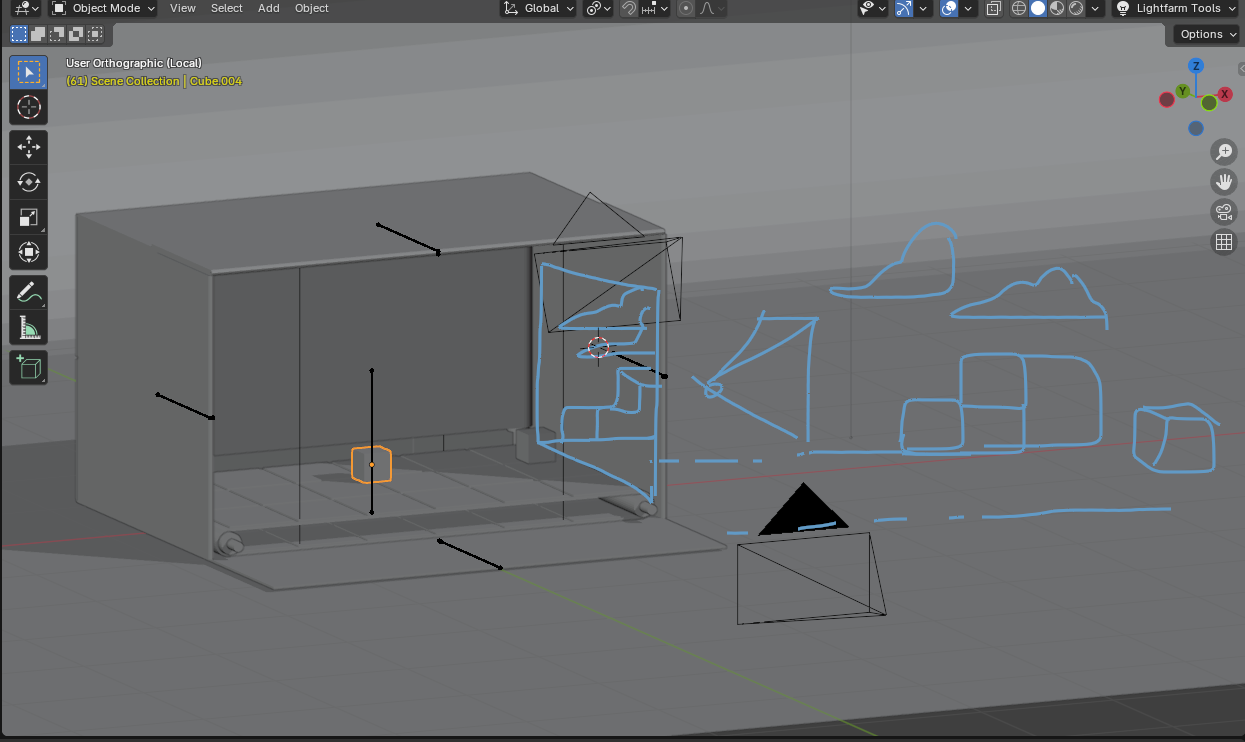 Object Mode View Select Add Object Global Lightfarm Tools
Options
User Orthographic (Local)
(61) Scene Collection | Cube.004
Z
Y X